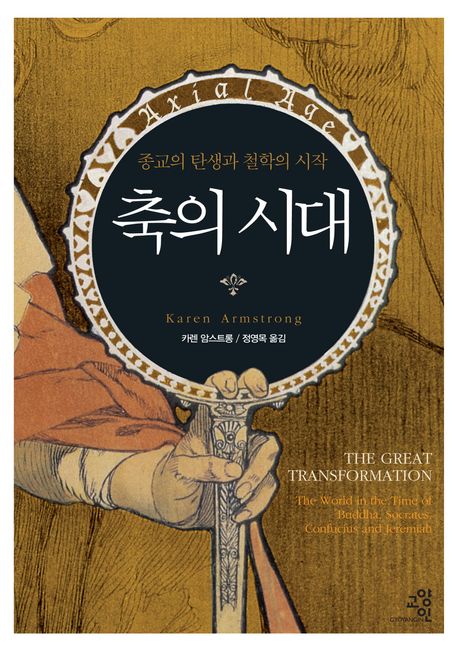 Axial Age
종교의 탄생과 철학의 시작
축의 시대
Karen Armstrong
카렌 암스트롱 / 정영목 옮김
THE GREAT
TRANSFORMATION
The World in the Time of
Buddha, Socrates,
Confucius and Jeremiah
교양인
GYOYANGIN